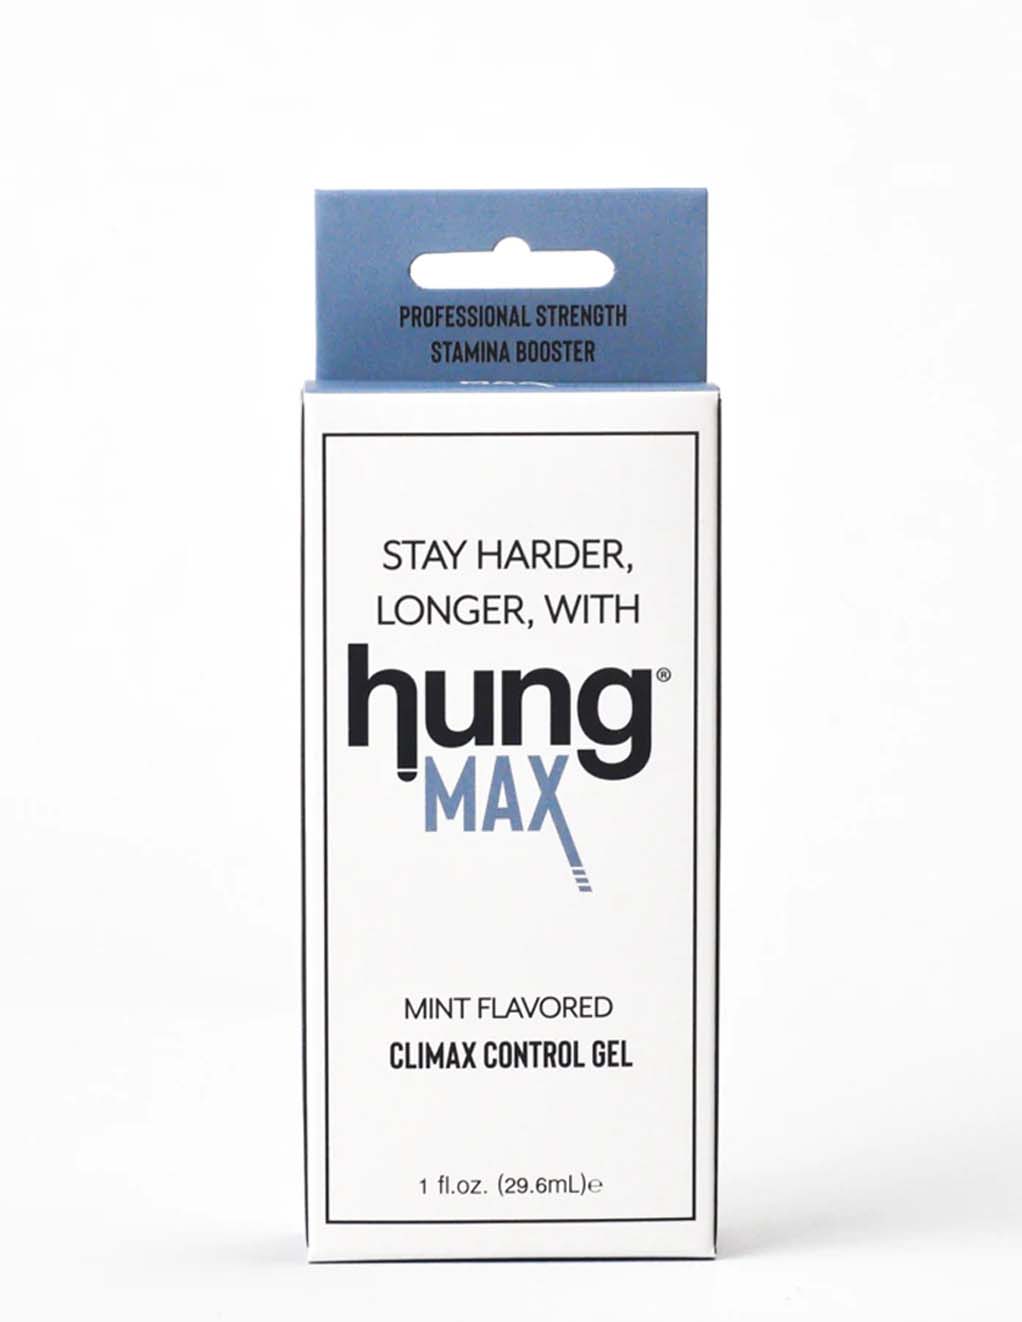 PROFESSIONAL STRENGTH
STAMINA BOOSTER
MAX
STAY HARDER,
LONGER, WITH
hung®
MAX
MINT FLAVORED
CLIMAX CONTROL GEL
1 fl.oz. (29.6mL)℮